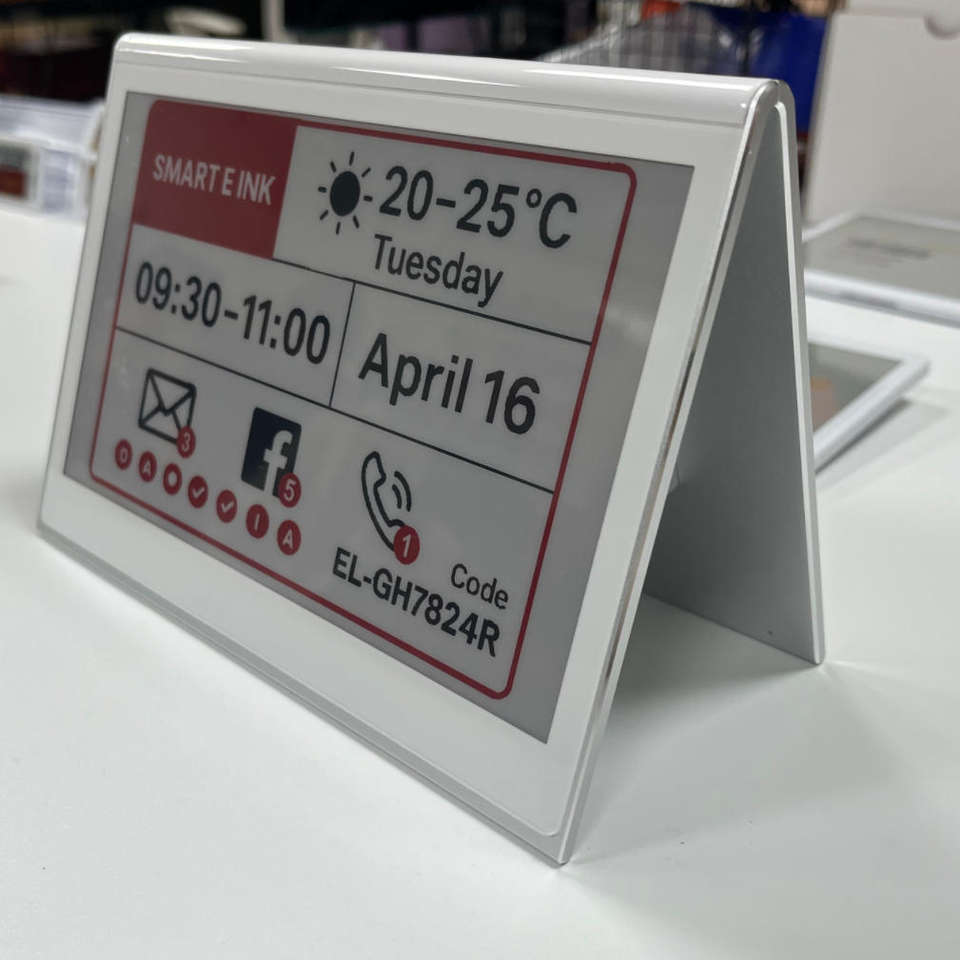 SMART E INK
20-25°C
Tuesday
09:30-11:00
April 16
3
f
5
1
D A I A
Code
EL-GH7824R